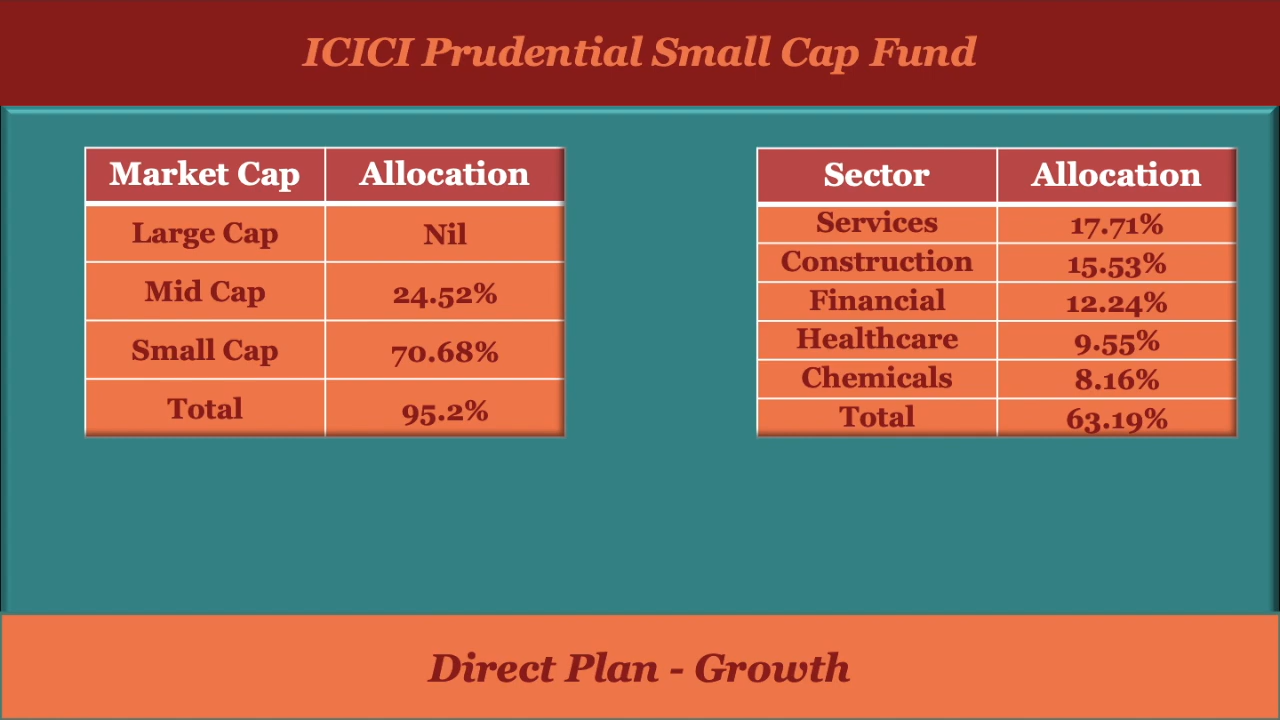 ICICI Prudential Small Cap Fund
Market Cap Allocation
Large Cap Nil
Mid Cap 24.52%
Small Cap 70.68%
Total 95.2%
Sector Allocation
Services 17.71%
Construction 15.53%
Financial 12.24%
Healthcare 9.55%
Chemicals 8.16%
Total 63.19%
Direct Plan - Growth